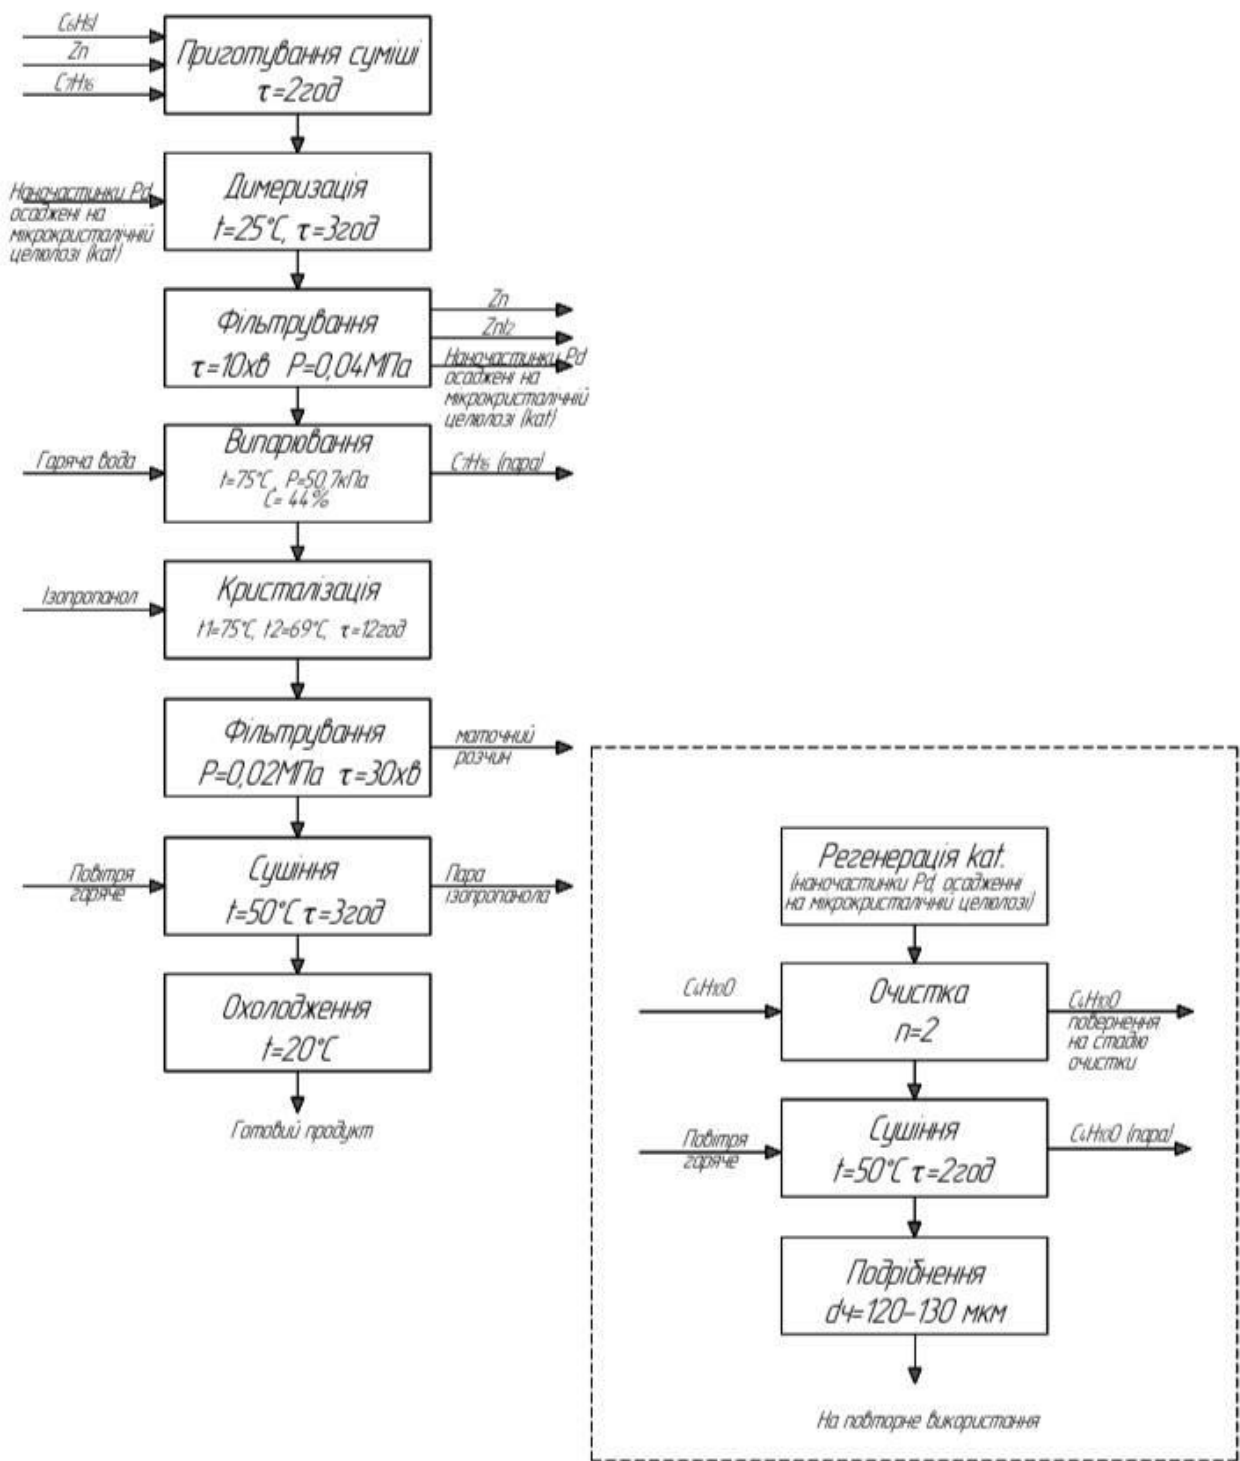 C6H5I
Zn
C7H16
Приготування суміші
τ=2год
Наночастинки Pd
осаджені на
мікрокристалічній
целюлозі (kat)
Димеризація
t=25°C, τ=3год
Фільтрування
τ=10хв P=0,04МПа
Zn
ZnI2
Наночастинки Pd
осаджені на
мікрокристалічній
целюлозі (kat)
Гаряча вода
Випарювання
t=75°C, P=50,7кПа
C= 44%
C7H16 (пара)
Ізопропанол
Кристалізація
t1=75°C, t2=69°C, τ=12год
Фільтрування
P=0,02МПа τ=30хв
маточний
розчин
Повітря
гаряче
Сушіння
t=50°C τ=3год
Пара
ізопропанола
Охолодження
t=20°C
Готовий продукт
Регенерація kat.
(наночастинки Pd, осадженні
на мікрокристалічній целюлозі)
C4H10O
Очистка
n=2
C4H10O
повернення
на стадію
очистки
Повітря
гаряче
Сушіння
t=50°C τ=2год
C4H10O (пара)
Подрібнення
dч=120-130 мкм
На повторне використання